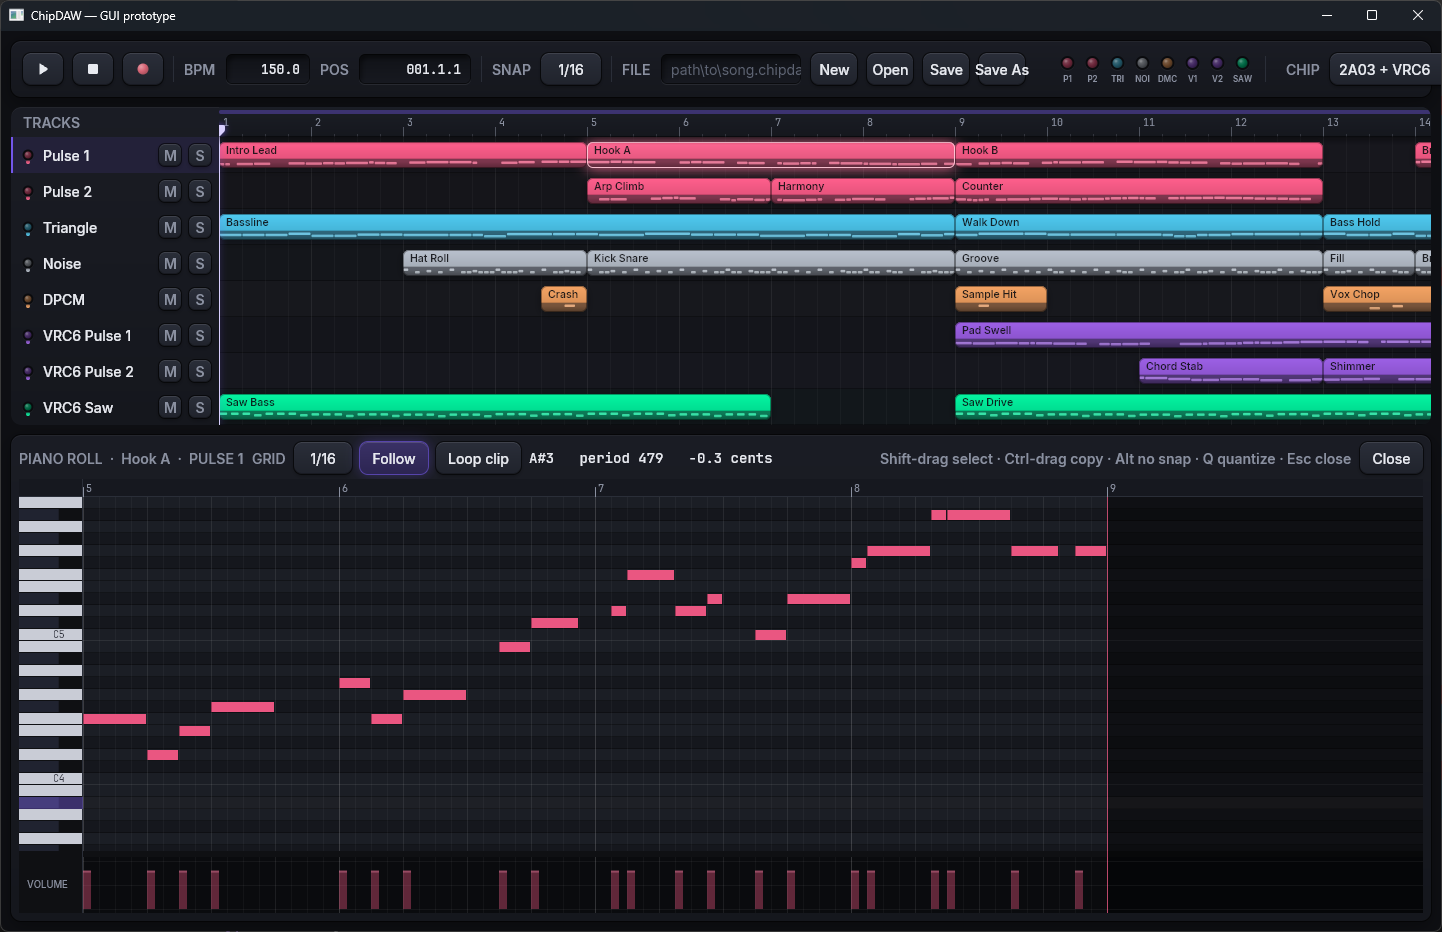 ChipDAW — GUI prototype
BPM 150.0 POS 001.1.1 SNAP 1/16 FILE path\to\song.chipda New Open Save Save As P1 P2 TRI NOI DMC V1 V2 SAW CHIP 2A03 + VRC6
TRACKS 1 2 3 4 5 6 7 8 9 10 11 12 13 14
Pulse 1 M S Intro Lead Hook A Hook B
Pulse 2 M S Arp Climb Harmony Counter
Triangle M S Bassline Walk Down Bass Hold
Noise M S Hat Roll Kick Snare Groove Fill
DPCM M S Crash Sample Hit Vox Chop
VRC6 Pulse 1 M S Pad Swell
VRC6 Pulse 2 M S Chord Stab Shimmer
VRC6 Saw M S Saw Bass Saw Drive
PIANO ROLL · Hook A · PULSE 1 GRID 1/16 Follow Loop clip A#3 period 479 -0.3 cents Shift-drag select · Ctrl-drag copy · Alt no snap · Q quantize · Esc close Close
5 6 7 8 9
C5
C4
VOLUME